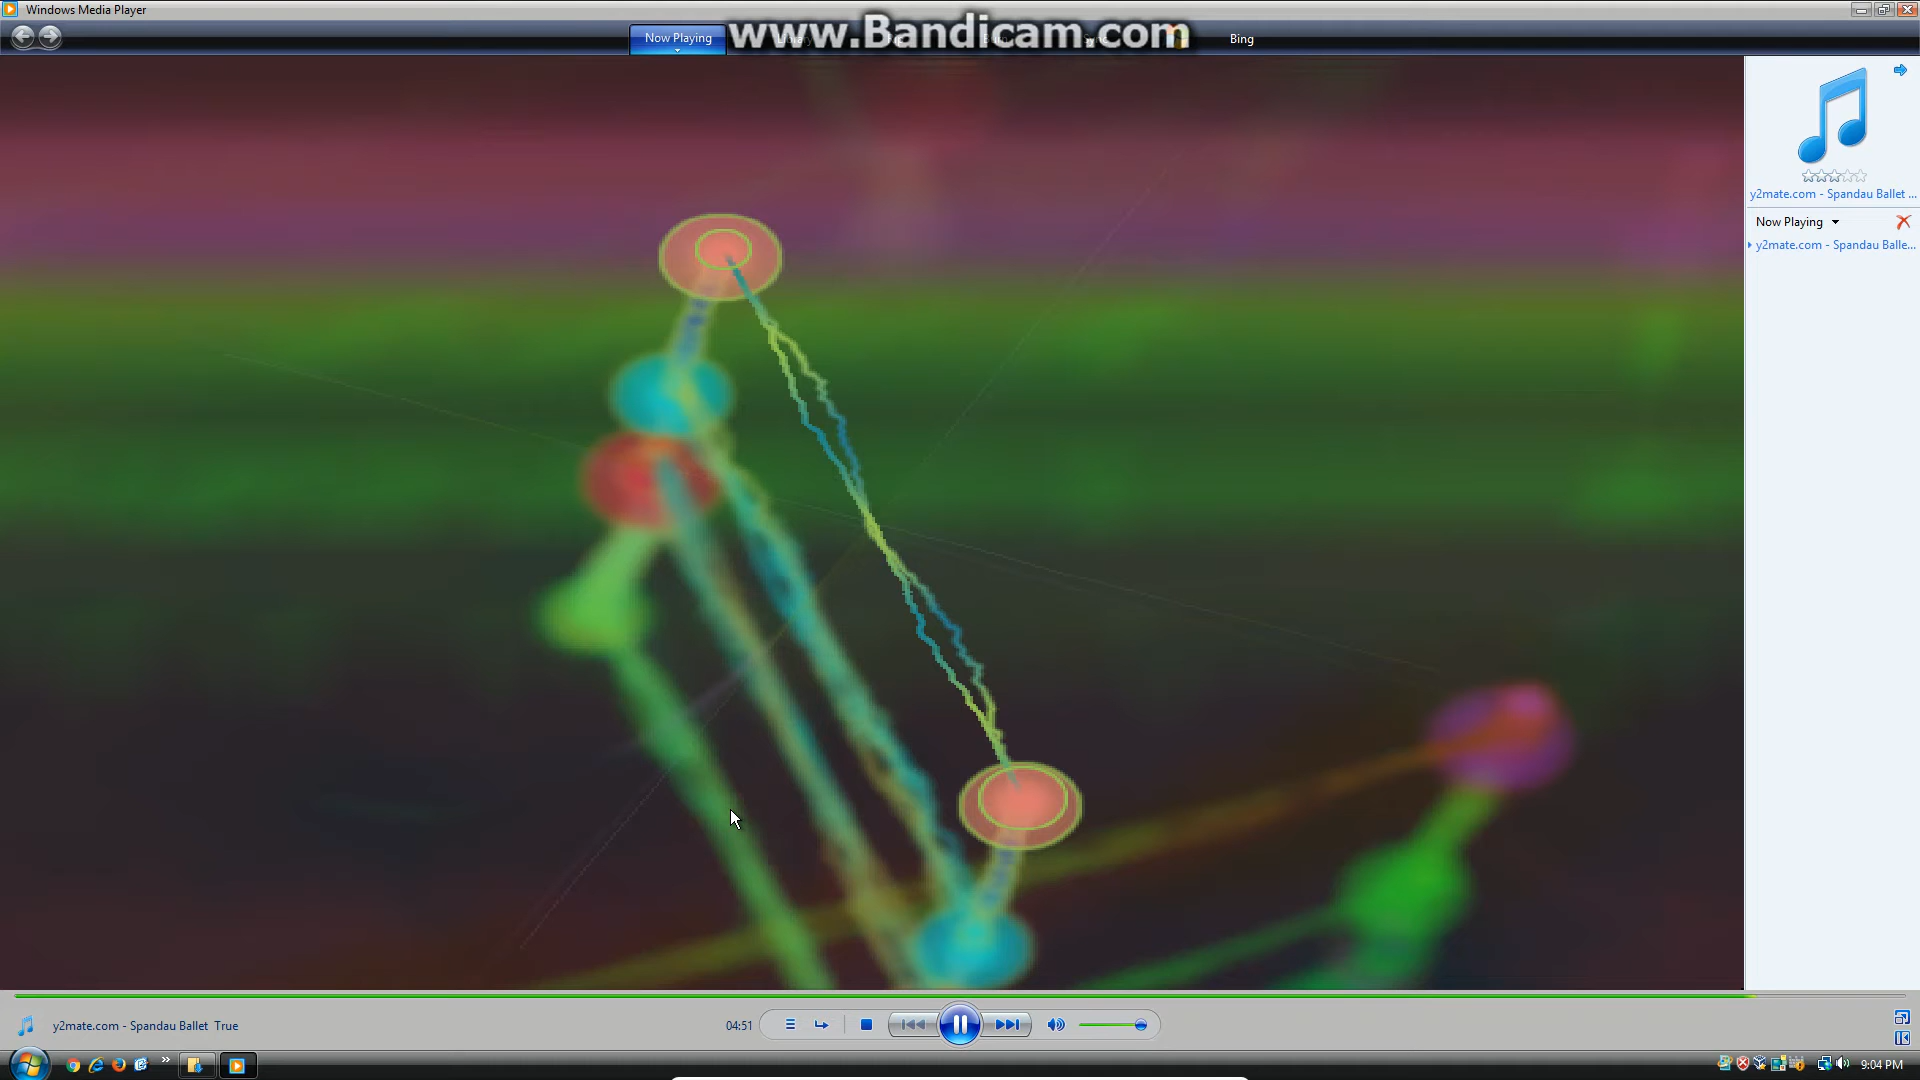 Windows Media Player
Now Playing
www.Bandicam.com
Bing
y2mate.com - Spandau Ballet ...
Now Playing
y2mate.com - Spandau Balle...
y2mate.com - Spandau Ballet  True
04:51
9:04 PM